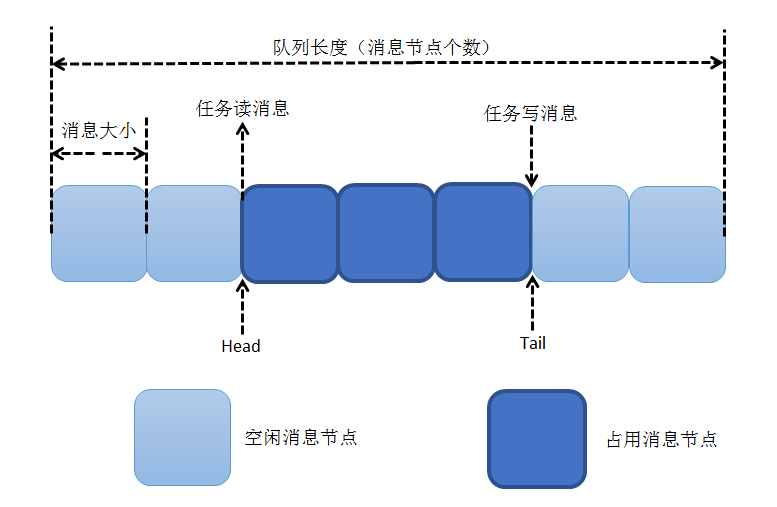 队列长度（消息节点个数）
任务读消息
任务写消息
消息大小
Head
Tail
空闲消息节点
占用消息节点